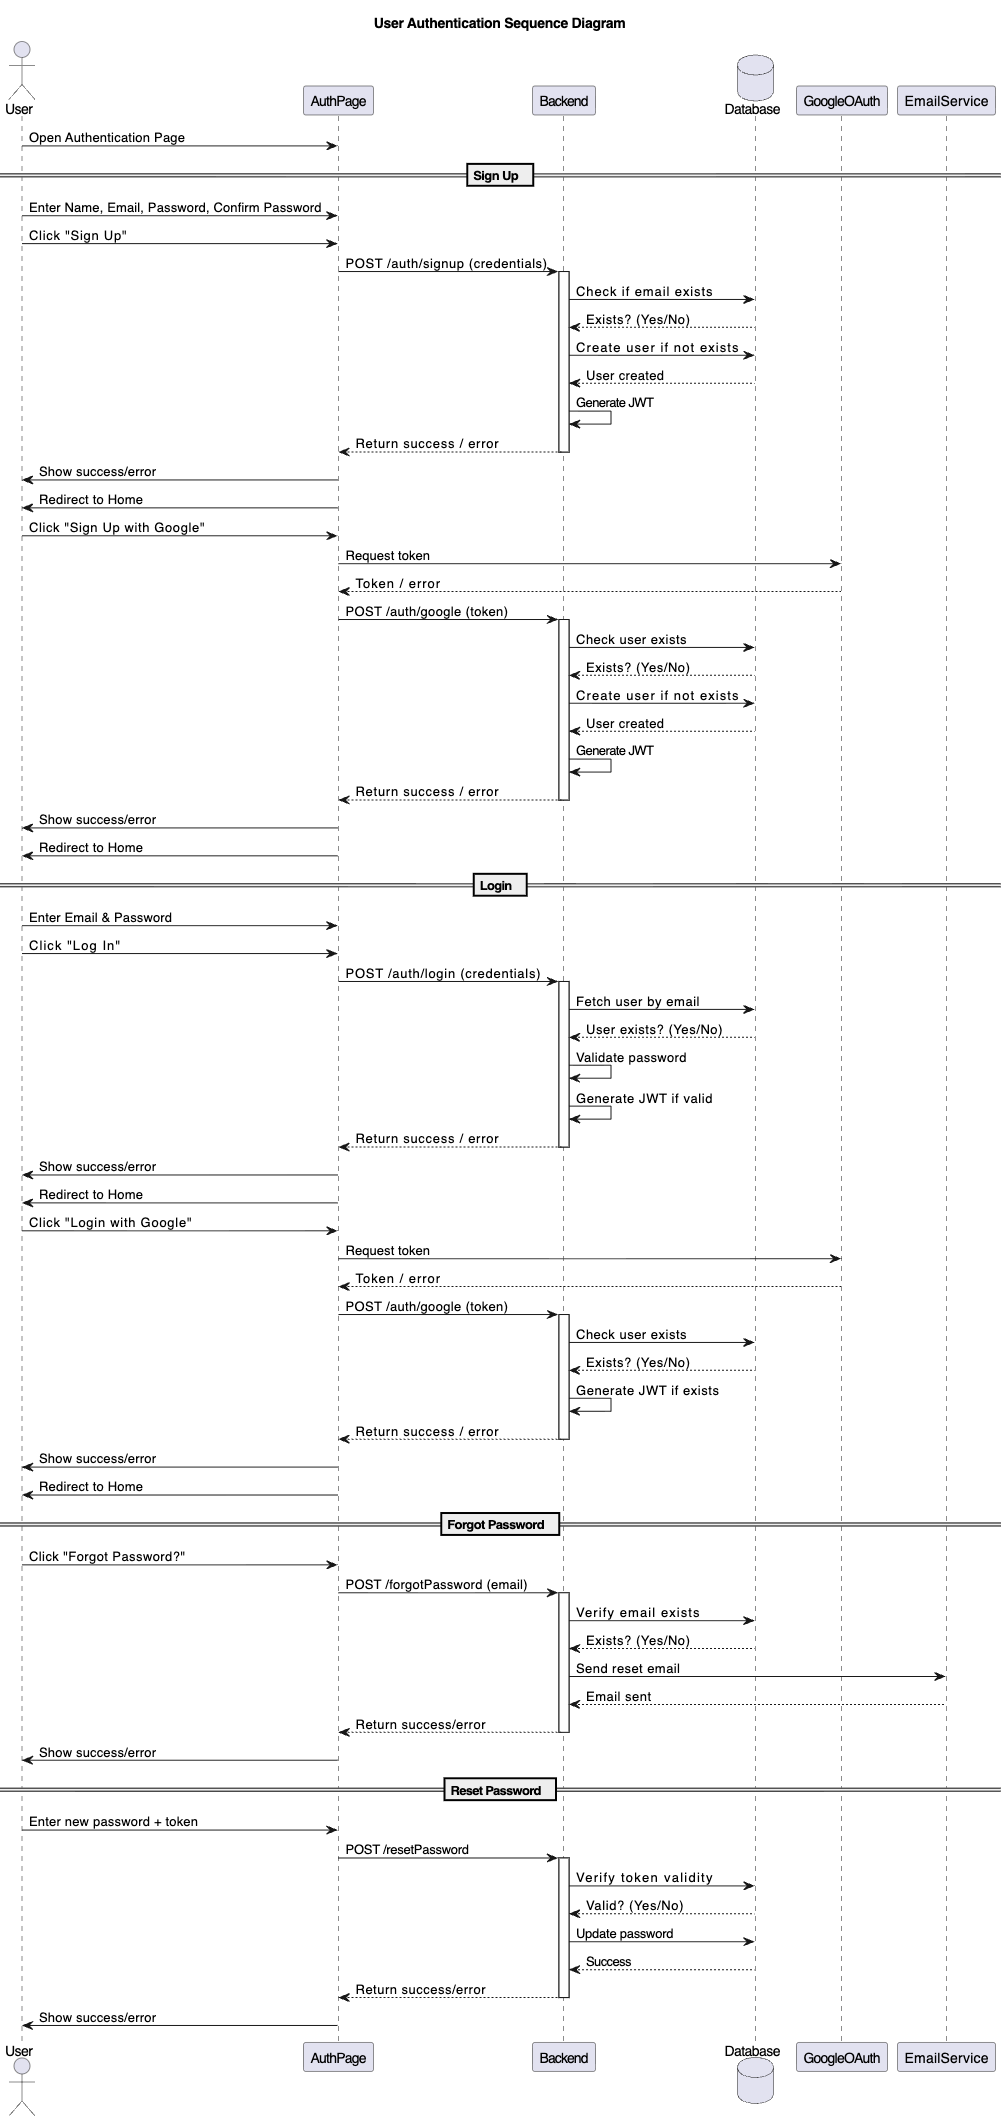 User Authentication Sequence Diagram
User
AuthPage
Backend
Database
GoogleOAuth
EmailService
Open Authentication Page
Sign Up
Enter Name, Email, Password, Confirm Password
Click "Sign Up"
POST /auth/signup (credentials)
Check if email exists
Exists? (Yes/No)
Create user if not exists
User created
Generate JWT
Return success / error
Show success/error
Redirect to Home
Click "Sign Up with Google"
Request token
Token / error
POST /auth/google (token)
Check user exists
Exists? (Yes/No)
Create user if not exists
User created
Generate JWT
Return success / error
Show success/error
Redirect to Home
Login
Enter Email & Password
Click "Log In"
POST /auth/login (credentials)
Fetch user by email
User exists? (Yes/No)
Validate password
Generate JWT if valid
Return success / error
Show success/error
Redirect to Home
Click "Login with Google"
Request token
Token / error
POST /auth/google (token)
Check user exists
Exists? (Yes/No)
Generate JWT if exists
Return success / error
Show success/error
Redirect to Home
Forgot Password
Click "Forgot Password?"
POST /forgotPassword (email)
Verify email exists
Exists? (Yes/No)
Send reset email
Email sent
Return success/error
Show success/error
Reset Password
Enter new password + token
POST /resetPassword
Verify token validity
Valid? (Yes/No)
Update password
Success
Return success/error
Show success/error
User
AuthPage
Backend
Database
GoogleOAuth
EmailService